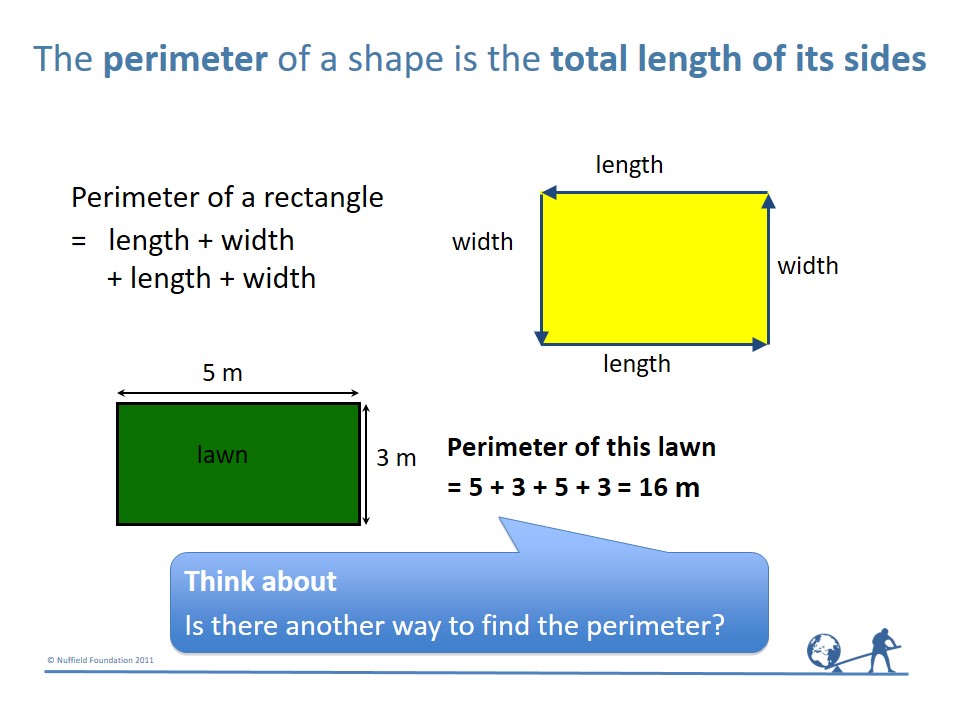 The perimeter of a shape is the total length of its sides
Perimeter of a rectangle
= length + width
+ length + width
length
width
width
length
5 m
lawn
3 m
Perimeter of this lawn
= 5 + 3 + 5 + 3 = 16 m
Think about
Is there another way to find the perimeter?
© Nuffield Foundation 2011